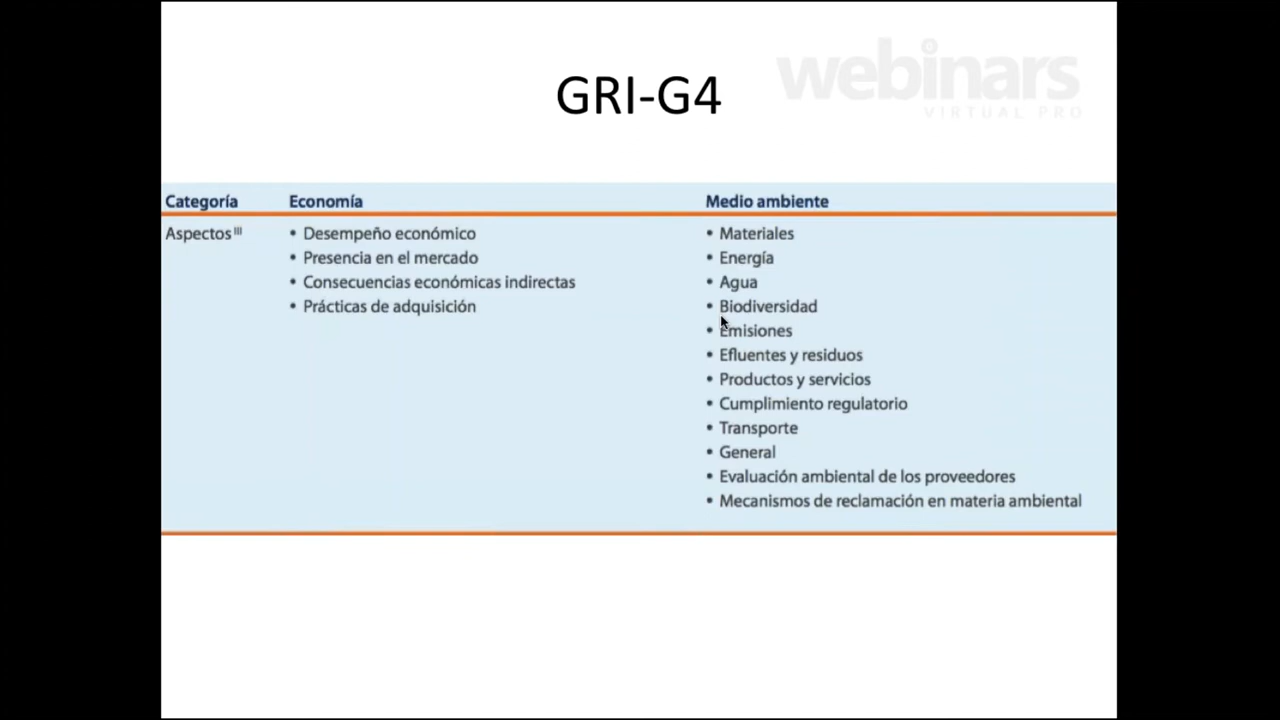 webinars
VIRTUAL PRO
GRI-G4
Categoría Economía Medio ambiente
Aspectos III • Desempeño económico • Materiales
• Presencia en el mercado • Energía
• Consecuencias económicas indirectas • Agua
• Prácticas de adquisición • Biodiversidad
• Emisiones
• Efluentes y residuos
• Productos y servicios
• Cumplimiento regulatorio
• Transporte
• General
• Evaluación ambiental de los proveedores
• Mecanismos de reclamación en materia ambiental